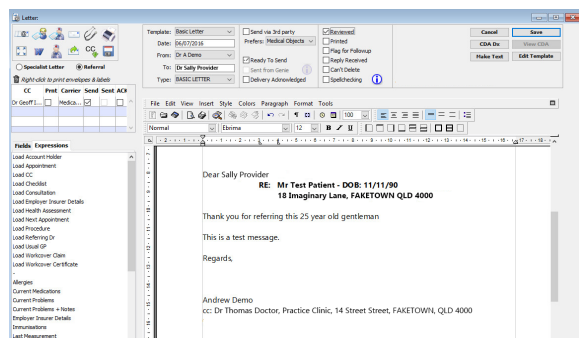 Letter:
Template: Basic Letter
Send via 3rd party
Reviewed
Cancel
Save
Date: 06/07/2016
Prefers: Medical Objects
Printed
CDA Dx
View CDA
From: Dr A Demo
Flag for Followup
Make Text
Edit Template
Ready To Send
Reply Received
Specialist Letter
Referral
To: Dr Sally Provider
Sent from Genie
Can't Delete
Right-click to print envelopes & labels
Type: BASIC LETTER
Delivery Acknowledged
Spellchecking
CC Prnt Carrier Send Sent ACK
Dr Geoff I... Medica...
File Edit View Insert Style Colors Paragraph Format Tools
100
Normal
Ebrima
12
B I U
Fields Expressions
Load Account Holder
Load Appointment
Load CC
Load Checklist
Load Consultation
Load Employer Insurer Details
Load Health Assessment
Load Next Appointment
Load Procedure
Load Referring Dr
Load Usual GP
Load Workcover Claim
Load Workcover Certificate
-
Allergies
Current Medications
Current Problems
Current Problems + Notes
Employer Insurer Details
Immunisations
Last Measurement
Dear Sally Provider
RE: Mr Test Patient - DOB: 11/11/90
18 Imaginary Lane, FAKETOWN QLD 4000
Thank you for referring this 25 year old gentleman
This is a test message.
Regards,
Andrew Demo
cc: Dr Thomas Doctor, Practice Clinic, 14 Street Street, FAKETOWN, QLD 4000